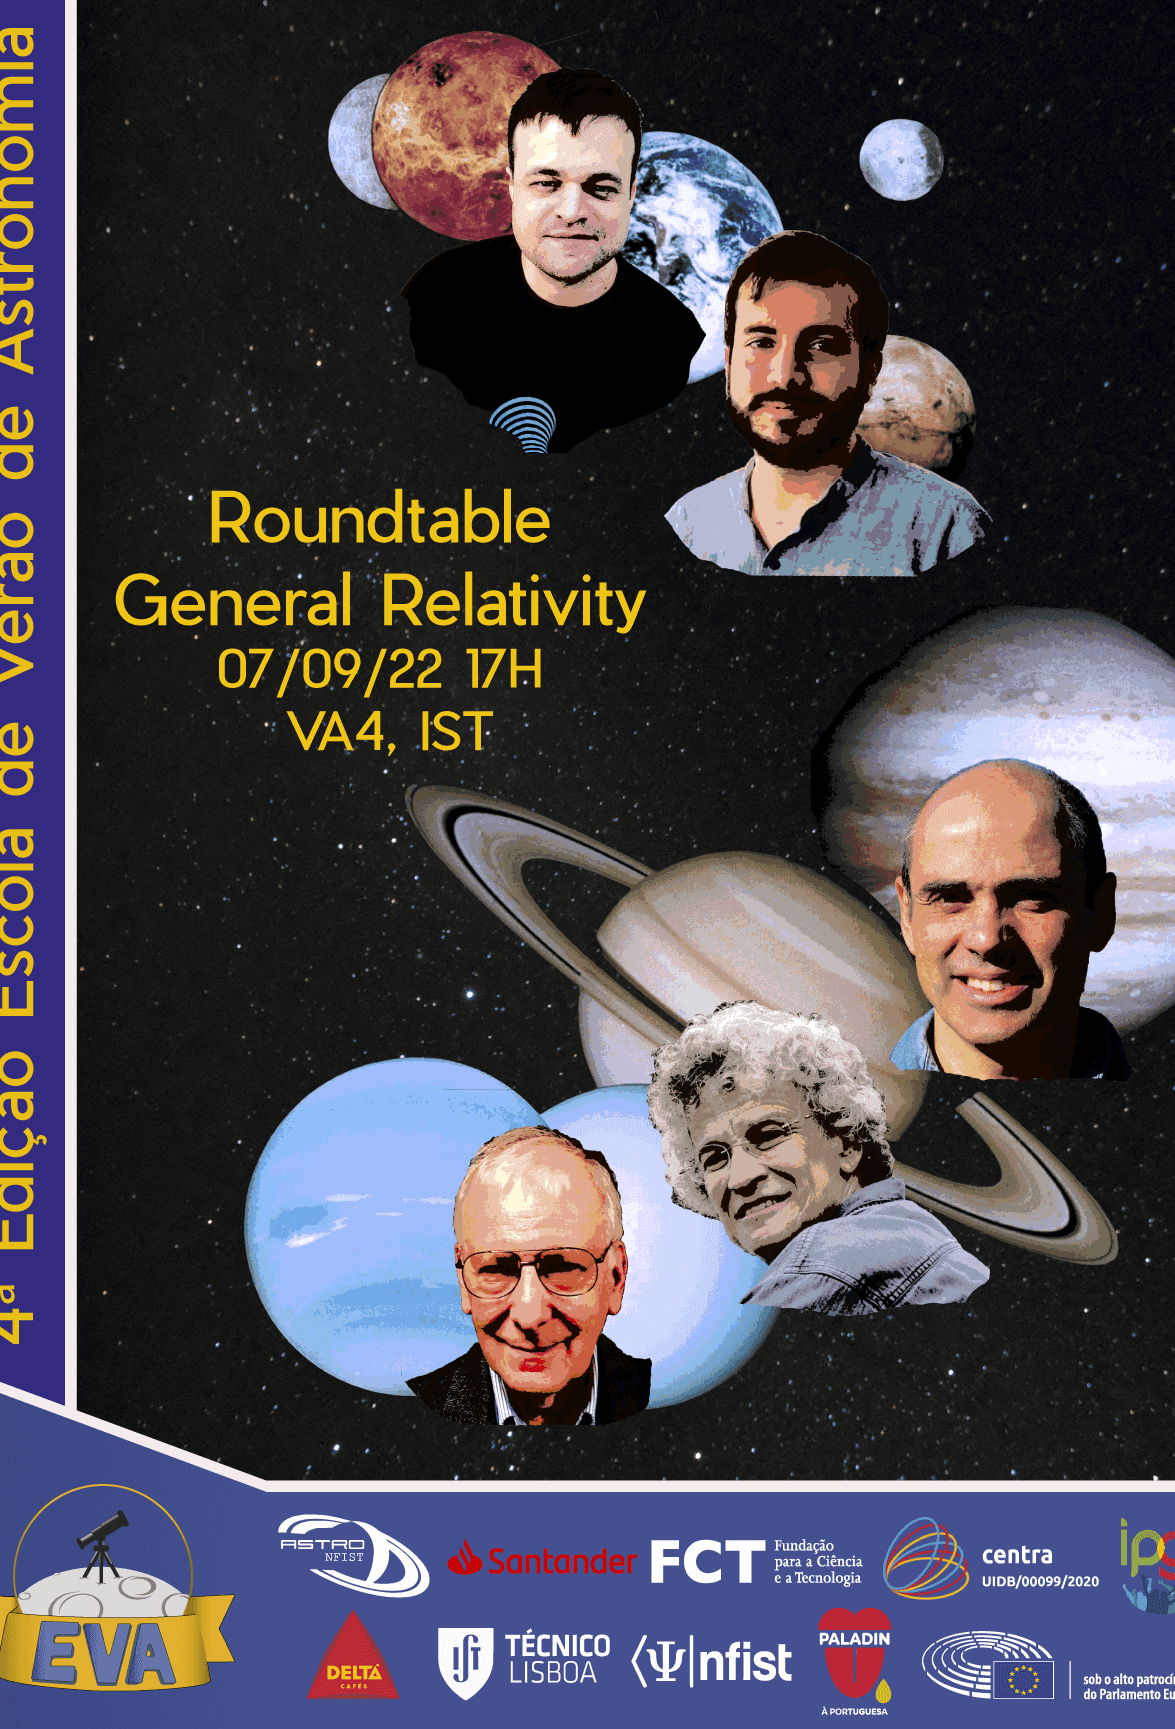 4ª Edição Escola de Verão de Astronomia
Roundtable
General Relativity
07/09/22 17H
VA4, IST
EVA
ASTRO
NFIST
Santander
FCT Fundação
para a Ciência
e a Tecnologia
centra
UIDB/00099/2020
DELTA
CAFÉS
IST
TÉCNICO
LISBOA
⟨Ψ|nfist
PALADIN
À PORTUGUESA
sob o alto
do Parlamento